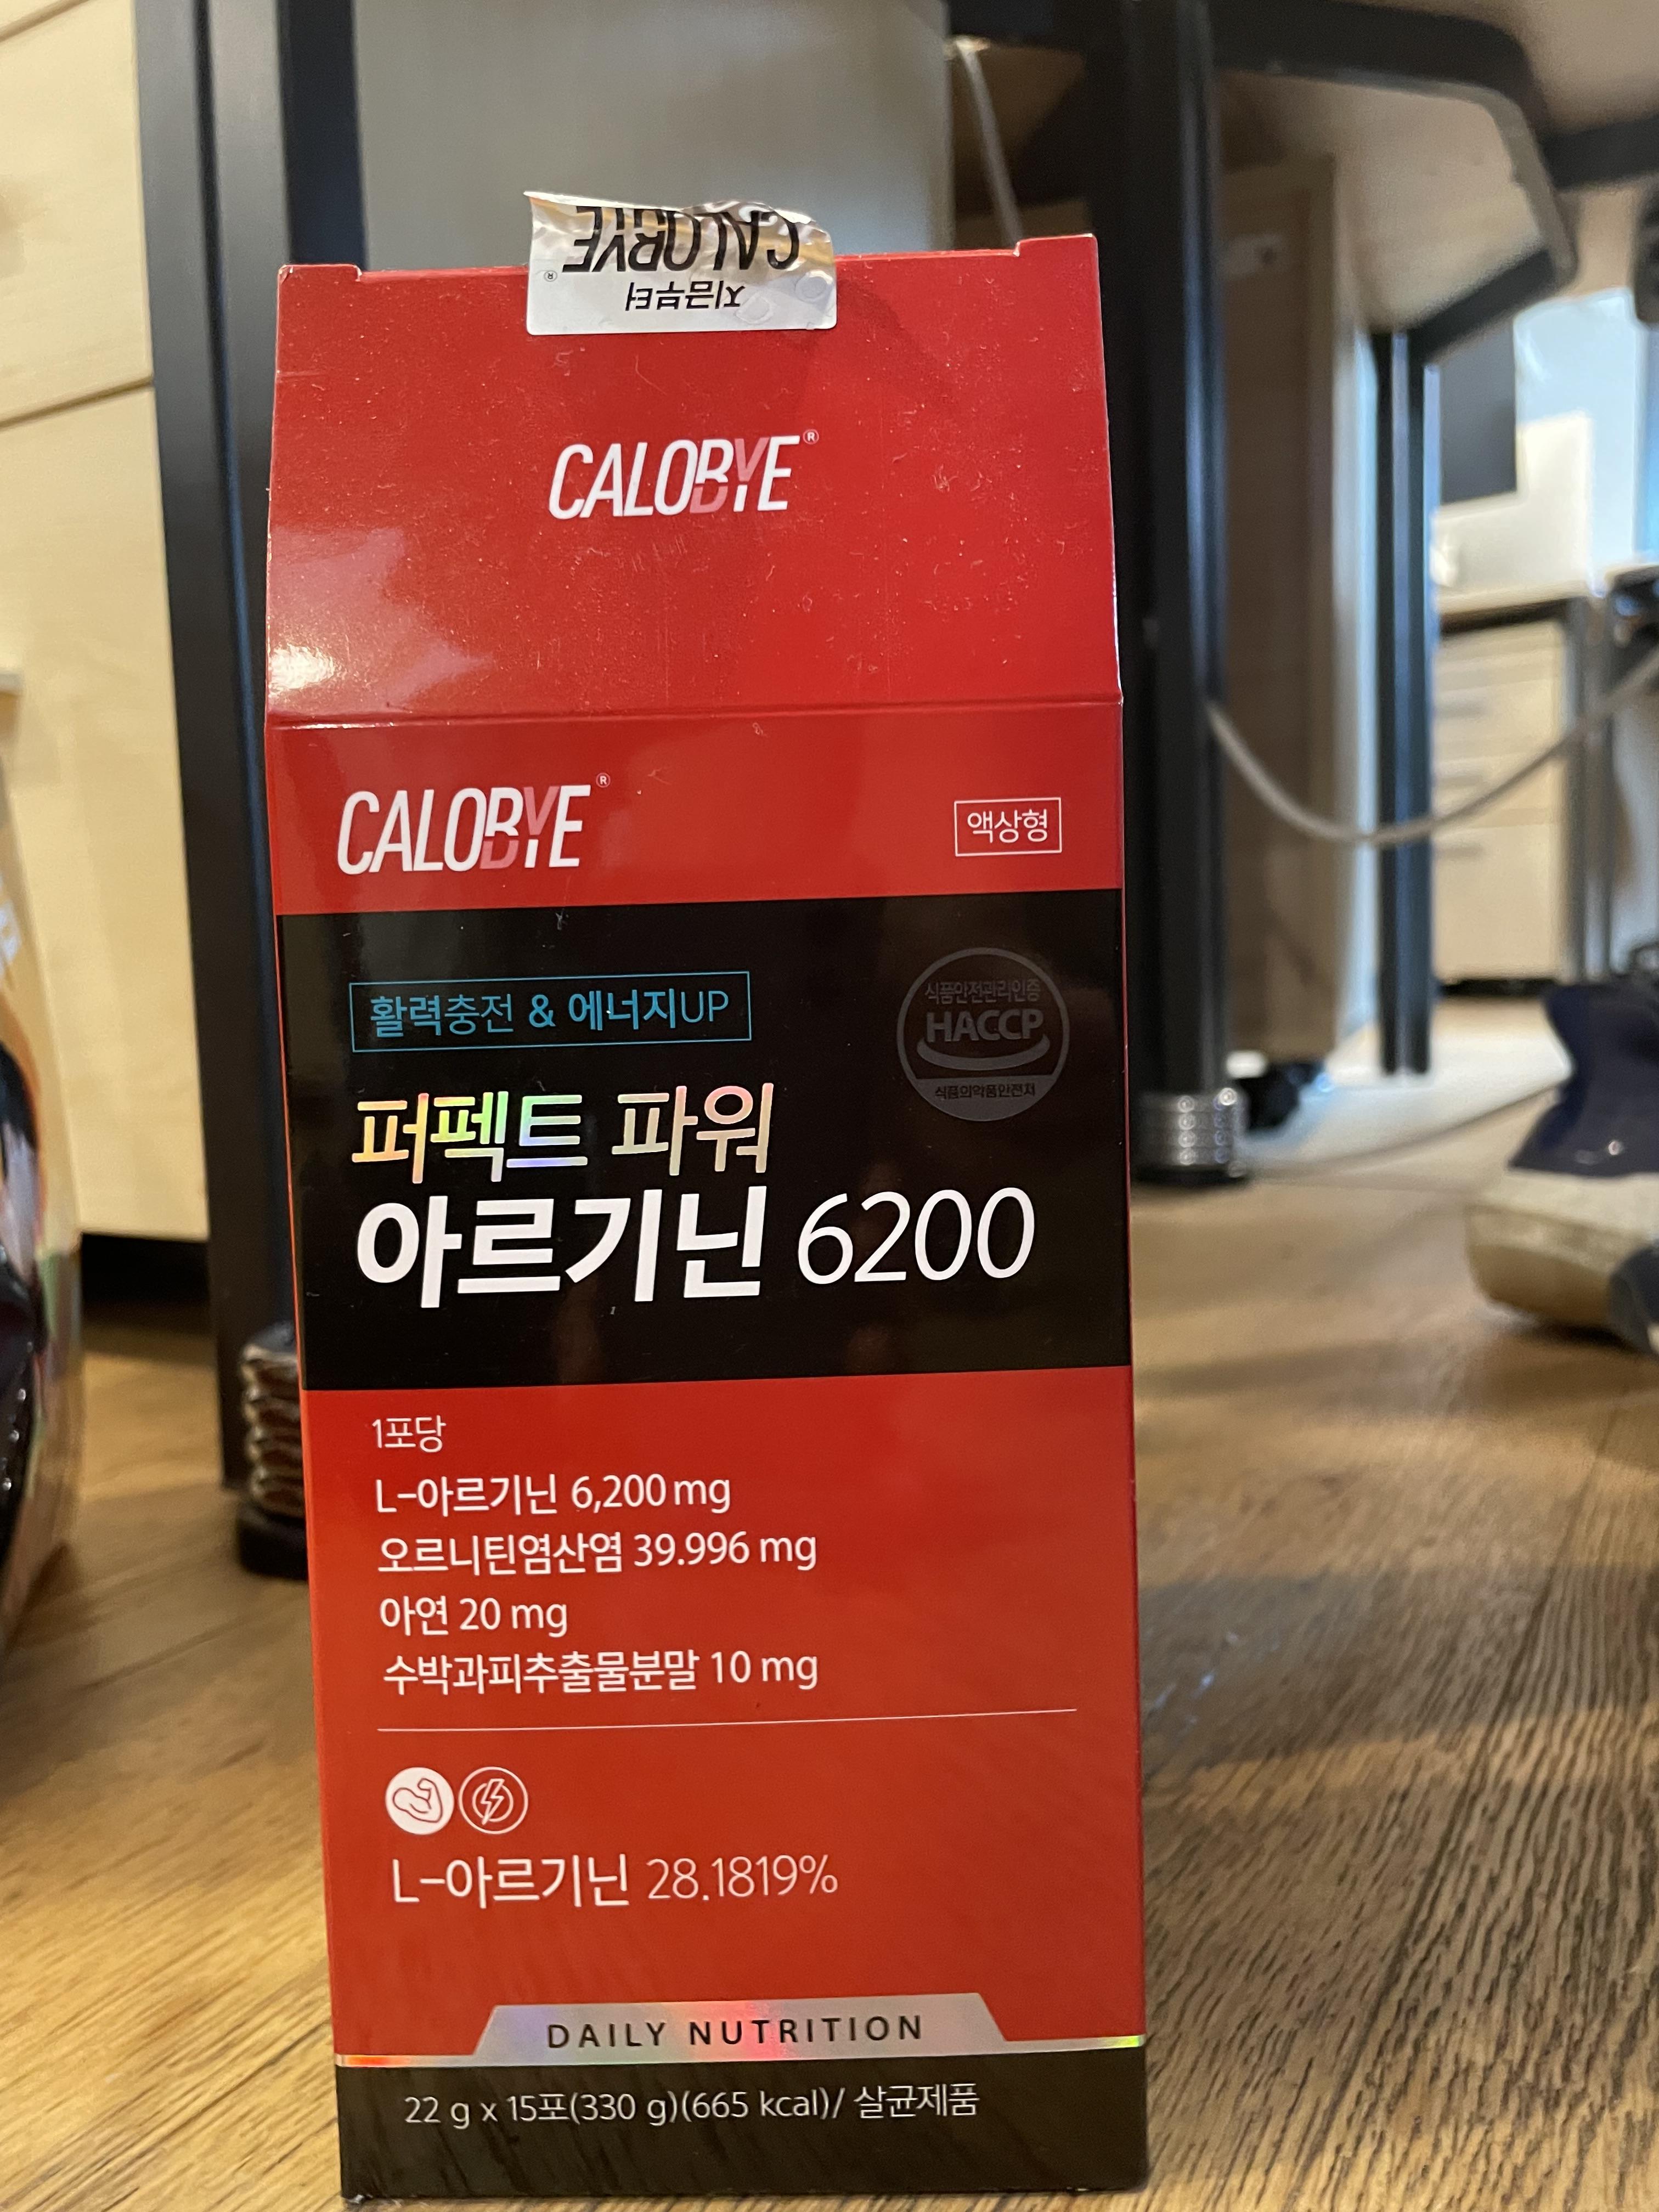 CALOBYE®
지금부터
CALOBYE®
CALOBYE®
액상형
활력충전 & 에너지UP
식품안전관리인증
HACCP
식품의약품안전처
퍼펙트 파워
아르기닌 6200
1포당
L-아르기닌 6,200 mg
오르니틴염산염 39.996 mg
아연 20 mg
수박과피추출물분말 10 mg
L-아르기닌 28.1819%
DAILY NUTRITION
22 g x 15포(330 g)(665 kcal)/ 살균제품